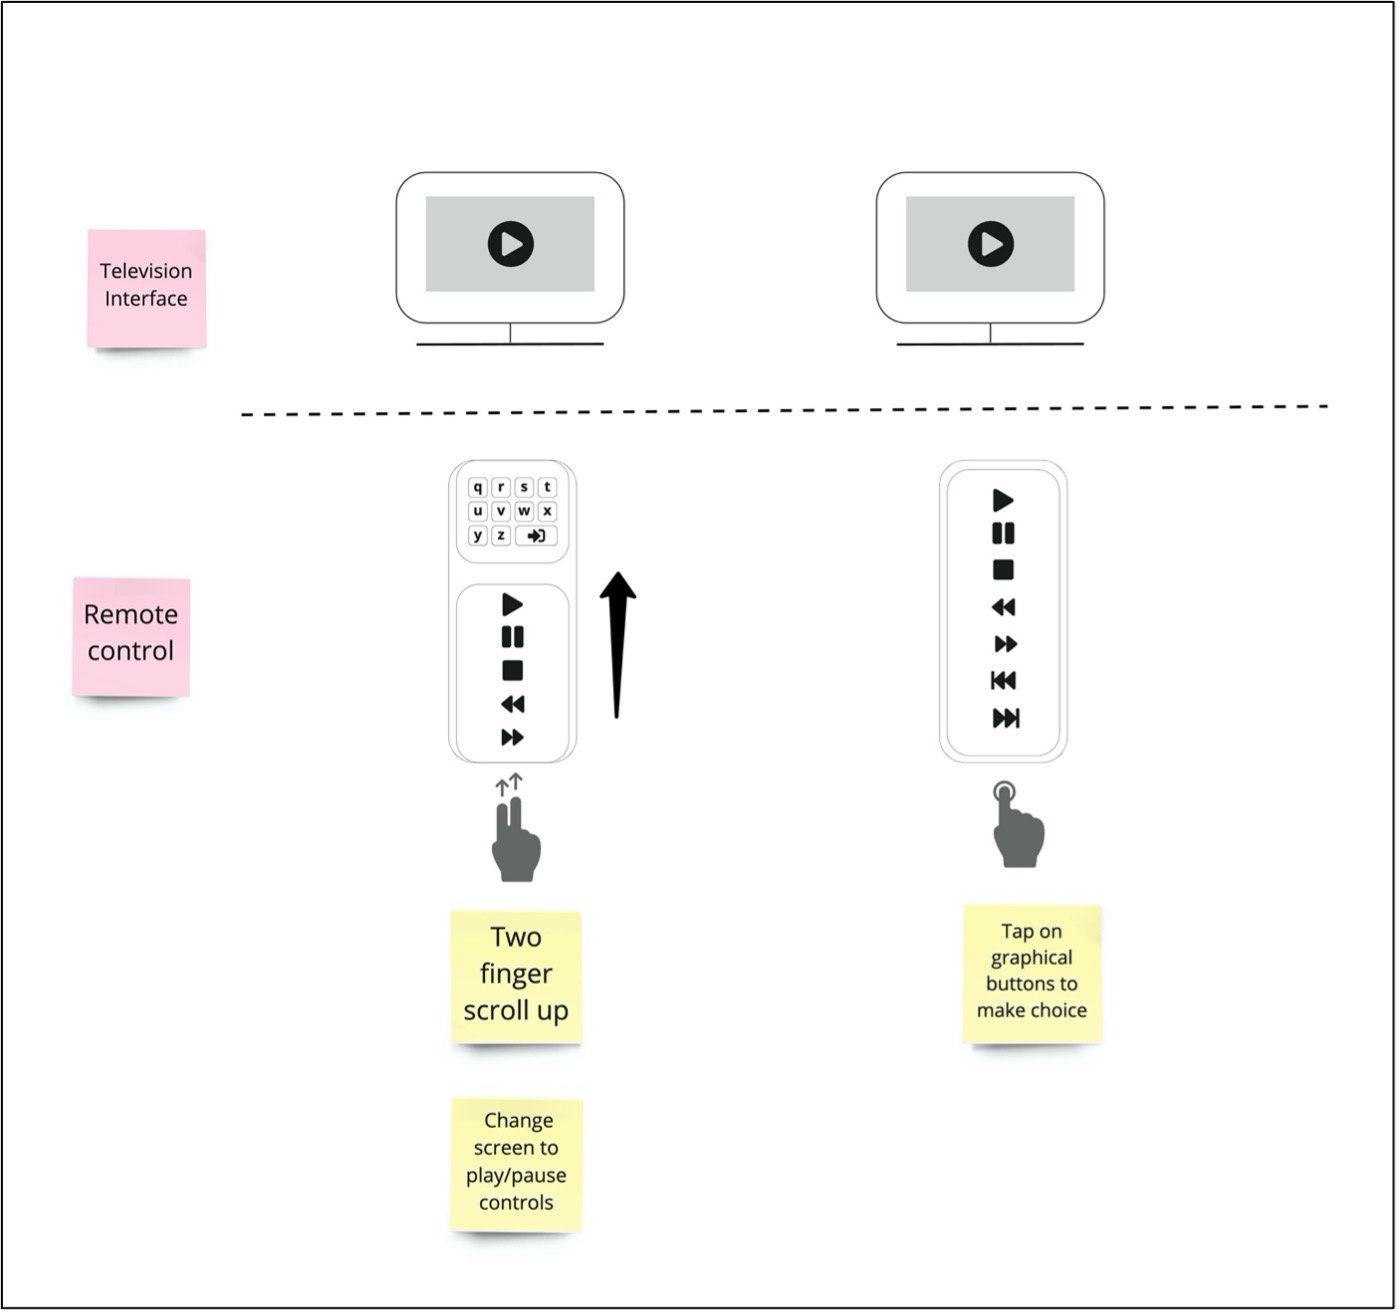 Television
Interface
q r s t
u v w x
y z
Remote
control
Two
finger
scroll up
Tap on
graphical
buttons to
make choice
Change
screen to
play/pause
controls